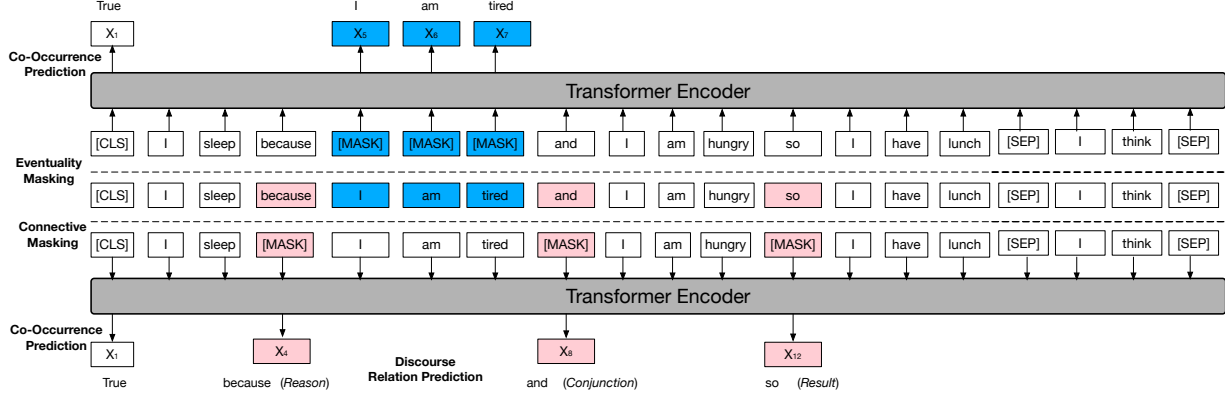 True I am tired
X₁ X₅ X₆ X₇
Co-Occurrence
Prediction
Transformer Encoder
[CLS] I sleep because [MASK] [MASK] [MASK] and I am hungry so I have lunch [SEP] I think [SEP]
Eventuality
Masking
[CLS] I sleep because I am tired and I am hungry so I have lunch [SEP] I think [SEP]
Connective
Masking
[CLS] I sleep [MASK] I am tired [MASK] I am hungry [MASK] I have lunch [SEP] I think [SEP]
Transformer Encoder
Co-Occurrence
Prediction
X₁ X₄ X₈ X₁₂
Discourse
Relation Prediction
True because (Reason) and (Conjunction) so (Result)